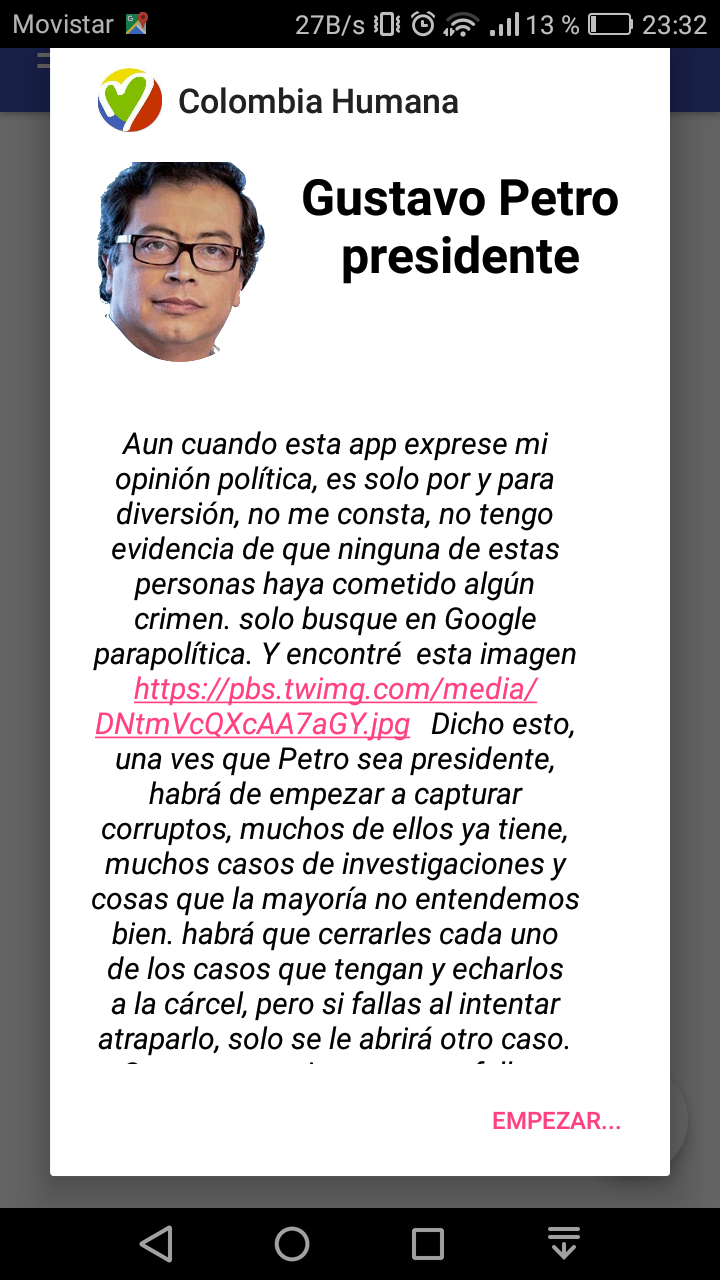 Movistar 27B/s 13 % 23:32
Colombia Humana
Gustavo Petro
presidente
Aun cuando esta app exprese mi
opinión política, es solo por y para
diversión, no me consta, no tengo
evidencia de que ninguna de estas
personas haya cometido algún
crimen. solo busque en Google
parapolítica. Y encontré  esta imagen
https://pbs.twimg.com/media/
DNtmVcQXcAA7aGY.jpg   Dicho esto,
una ves que Petro sea presidente,
habrá de empezar a capturar
corruptos, muchos de ellos ya tiene,
muchos casos de investigaciones y
cosas que la mayoría no entendemos
bien. habrá que cerrarles cada uno
de los casos que tengan y echarlos
a la cárcel, pero si fallas al intentar
atraparlo, solo se le abrirá otro caso.
EMPEZAR...